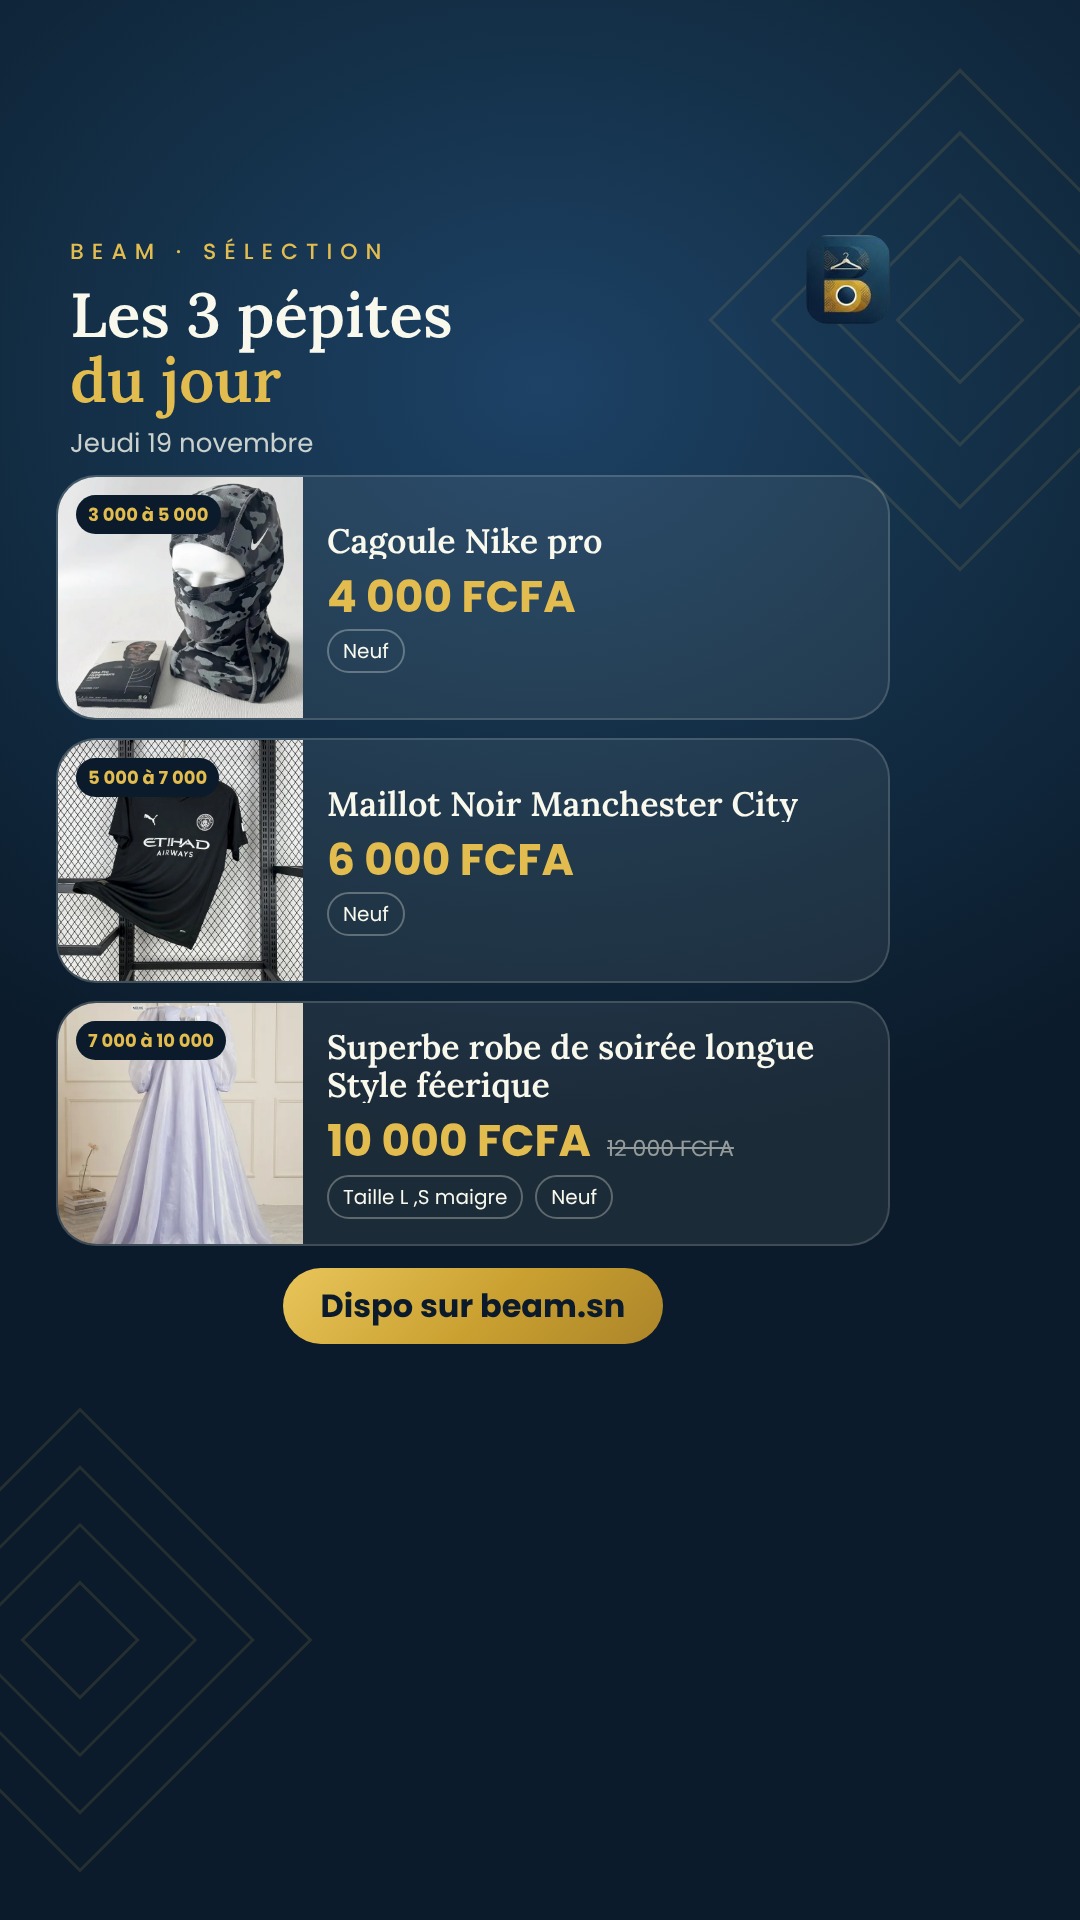 BEAM · SÉLECTION
Les 3 pépites
du jour
Jeudi 19 novembre
3 000 à 5 000
Cagoule Nike pro
4 000 FCFA
Neuf
5 000 à 7 000
ETIHAD
AIRWAYS
Maillot Noir Manchester City
6 000 FCFA
Neuf
7 000 à 10 000
Superbe robe de soirée longue
Style féerique
10 000 FCFA 12 000 FCFA
Taille L ,S maigre Neuf
Dispo sur beam.sn